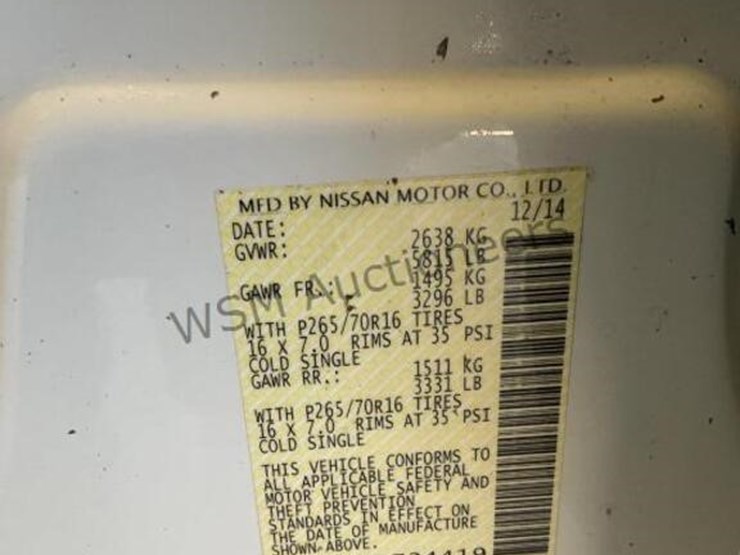 MFD BY NISSAN MOTOR CO., LTD.
DATE: 12/14
GVWR: 2638 KG
5815 LB
GAWR FR.: 1495 KG
3296 LB
WITH P265/70R16 TIRES
16 X 7.0 RIMS AT 35 PSI
COLD SINGLE
GAWR RR.: 1511 KG
3331 LB
WITH P265/70R16 TIRES
16 X 7.0 RIMS AT 35 PSI
COLD SINGLE
THIS VEHICLE CONFORMS TO
ALL APPLICABLE FEDERAL
MOTOR VEHICLE SAFETY AND
THEFT PREVENTION
STANDARDS IN EFFECT ON
THE DATE OF MANUFACTURE
SHOWN ABOVE.
WSM Auctioneers